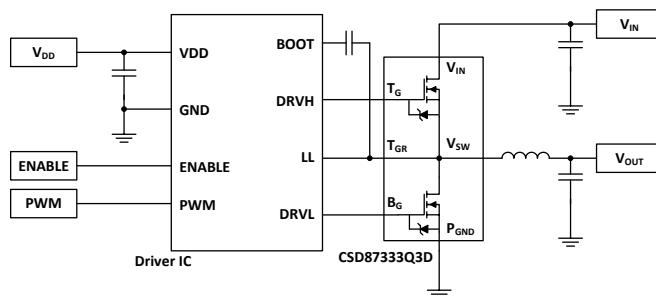 VIN
VDD
VDD
BOOT
VIN
TG
DRVH
GND
TGR
VSW
LL
VOUT
ENABLE
ENABLE
PWM
PWM
DRVL
BG
PGND
Driver IC
CSD87333Q3D